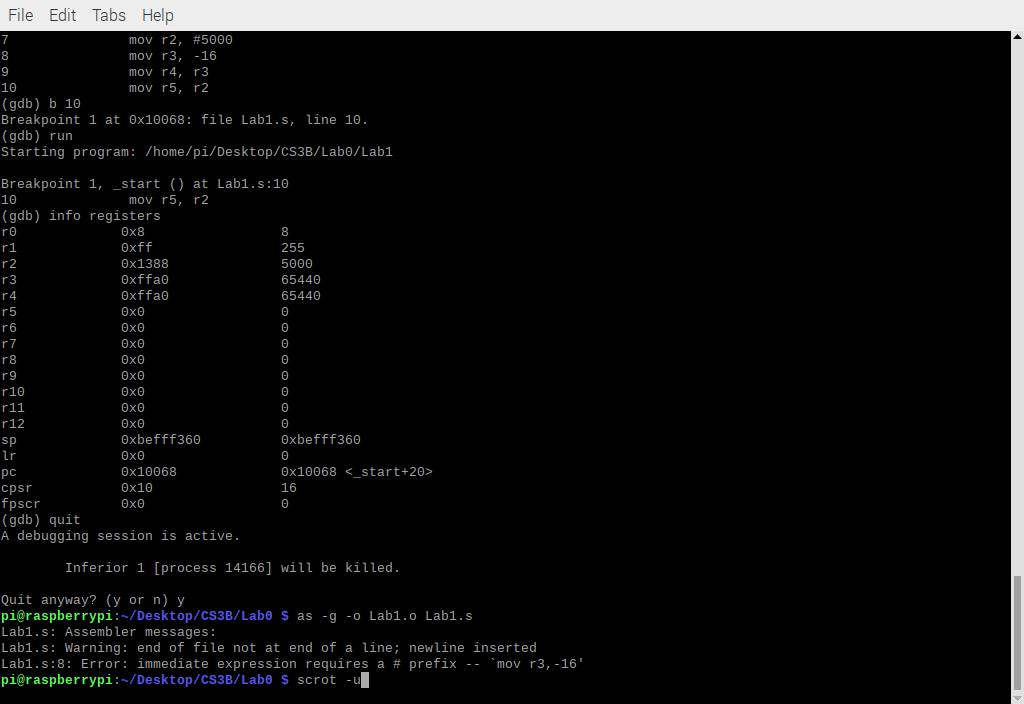 File Edit Tabs Help
7               mov r2, #5000
8               mov r3, -16
9               mov r4, r3
10              mov r5, r2
(gdb) b 10
Breakpoint 1 at 0x10068: file Lab1.s, line 10.
(gdb) run
Starting program: /home/pi/Desktop/CS3B/Lab0/Lab1
Breakpoint 1, _start () at Lab1.s:10
10              mov r5, r2
(gdb) info registers
r0             0x8                 8
r1             0xff                255
r2             0x1388              5000
r3             0xffa0              65440
r4             0xffa0              65440
r5             0x0                 0
r6             0x0                 0
r7             0x0                 0
r8             0x0                 0
r9             0x0                 0
r10            0x0                 0
r11            0x0                 0
r12            0x0                 0
sp             0xbefff360          0xbefff360
lr             0x0                 0
pc             0x10068             0x10068 <_start+20>
cpsr           0x10                16
fpscr          0x0                 0
(gdb) quit
A debugging session is active.
        Inferior 1 [process 14166] will be killed.
Quit anyway? (y or n) y
pi@raspberrypi:~/Desktop/CS3B/Lab0 $ as -g -o Lab1.o Lab1.s
Lab1.s: Assembler messages:
Lab1.s: Warning: end of file not at end of a line; newline inserted
Lab1.s:8: Error: immediate expression requires a # prefix -- `mov r3,-16'
pi@raspberrypi:~/Desktop/CS3B/Lab0 $ scrot -u